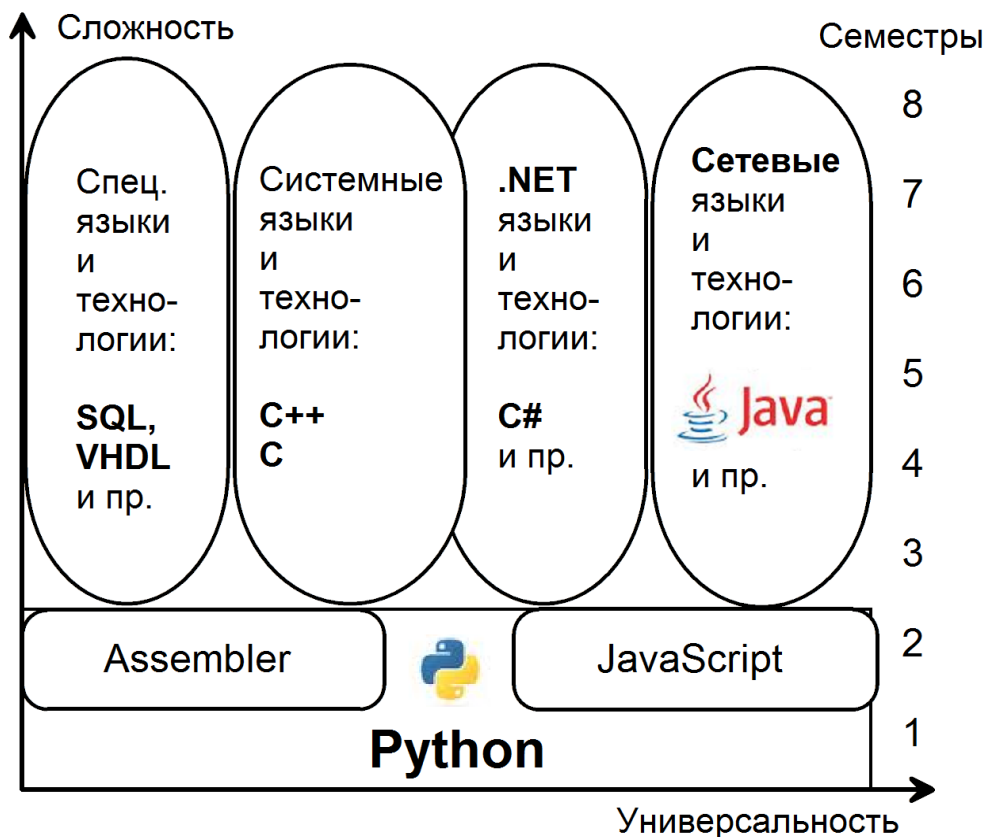 Сложность
Семестры
Спец.
языки
и
техно-
логии:
SQL,
VHDL
и пр.
Системные
языки
и
техно-
логии:
C++
C
.NET
языки
и
техно-
логии:
C#
и пр.
Сетевые
языки
и
техно-
логии:
Java
и пр.
8
7
6
5
4
3
2
1
Assembler
JavaScript
Python
Универсальность